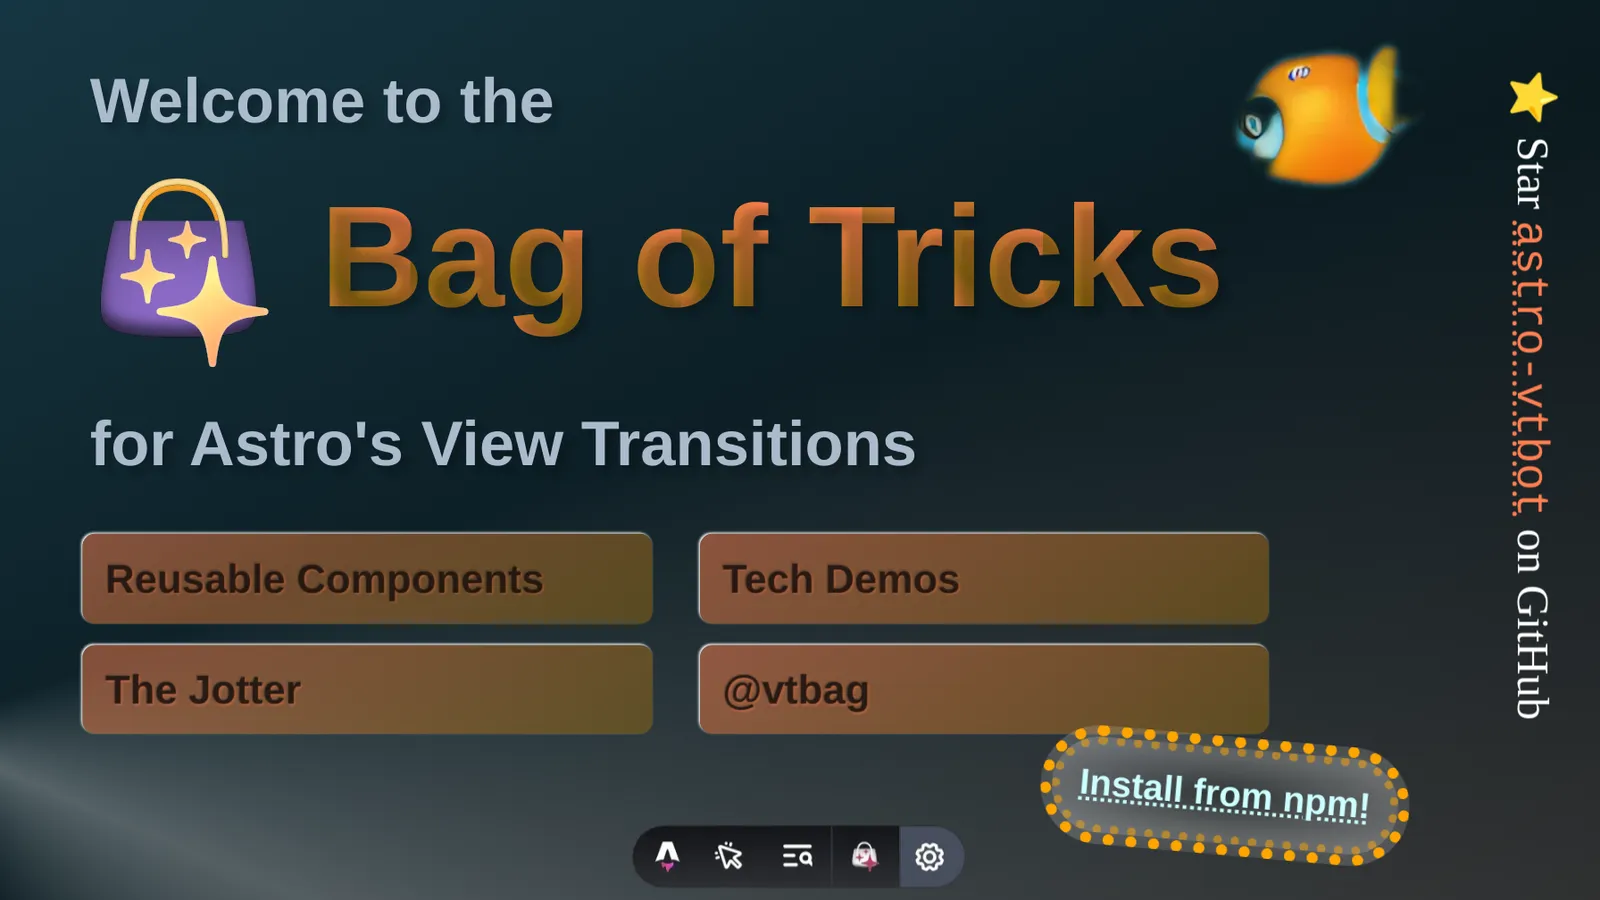 Welcome to the
Bag of Tricks
for Astro's View Transitions
Reusable Components
Tech Demos
The Jotter
@vtbag
Install from npm!
Star astro-vtbot on GitHub